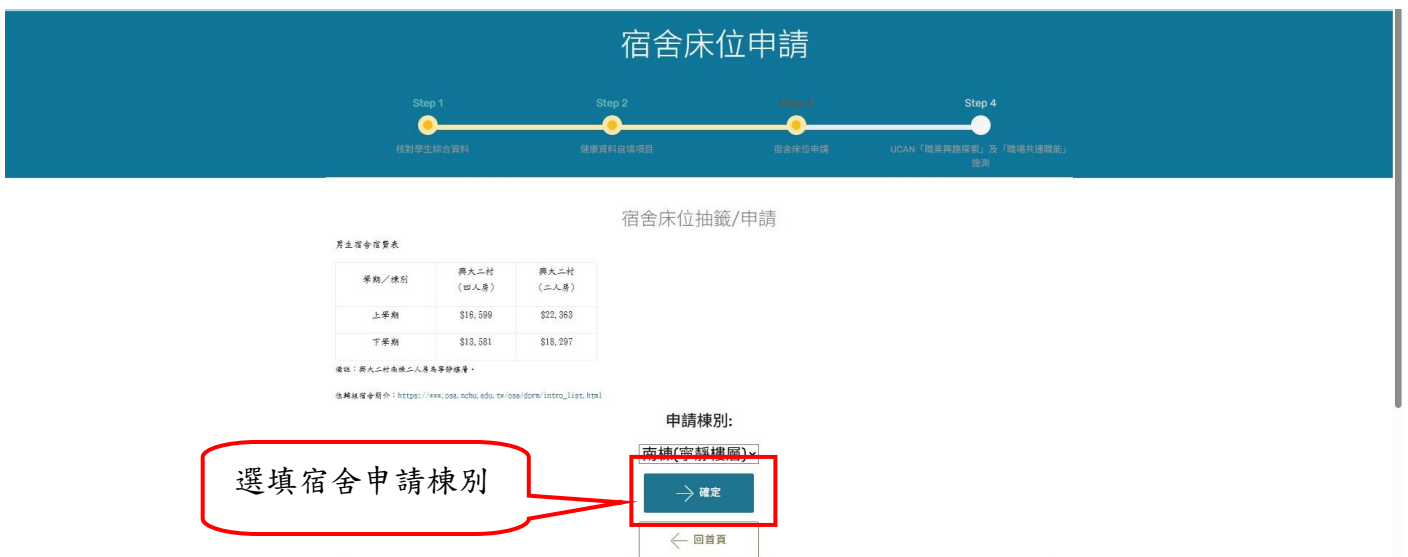 宿舍床位申請
Step 1
Step 2
Step 3
Step 4
核對學生綜合資料
健康資料自填項目
宿舍床位申請
UCAN「職業興趣探索」及「職場共通職能」
施測
宿舍床位抽籤/申請
男生宿舍宿費表
學期／棟別
興大二村
（四人房）
興大二村
（二人房）
上學期
$16,599
$22,363
下學期
$13,581
$18,297
備註：興大二村南棟二人房為寧靜樓層。
住輔組宿舍簡介：https://www.osa.nchu.edu.tw/osa/dorm/intro_list.html
申請棟別:
南棟(寧靜樓層)
選填宿舍申請棟別
→ 確定
← 回首頁